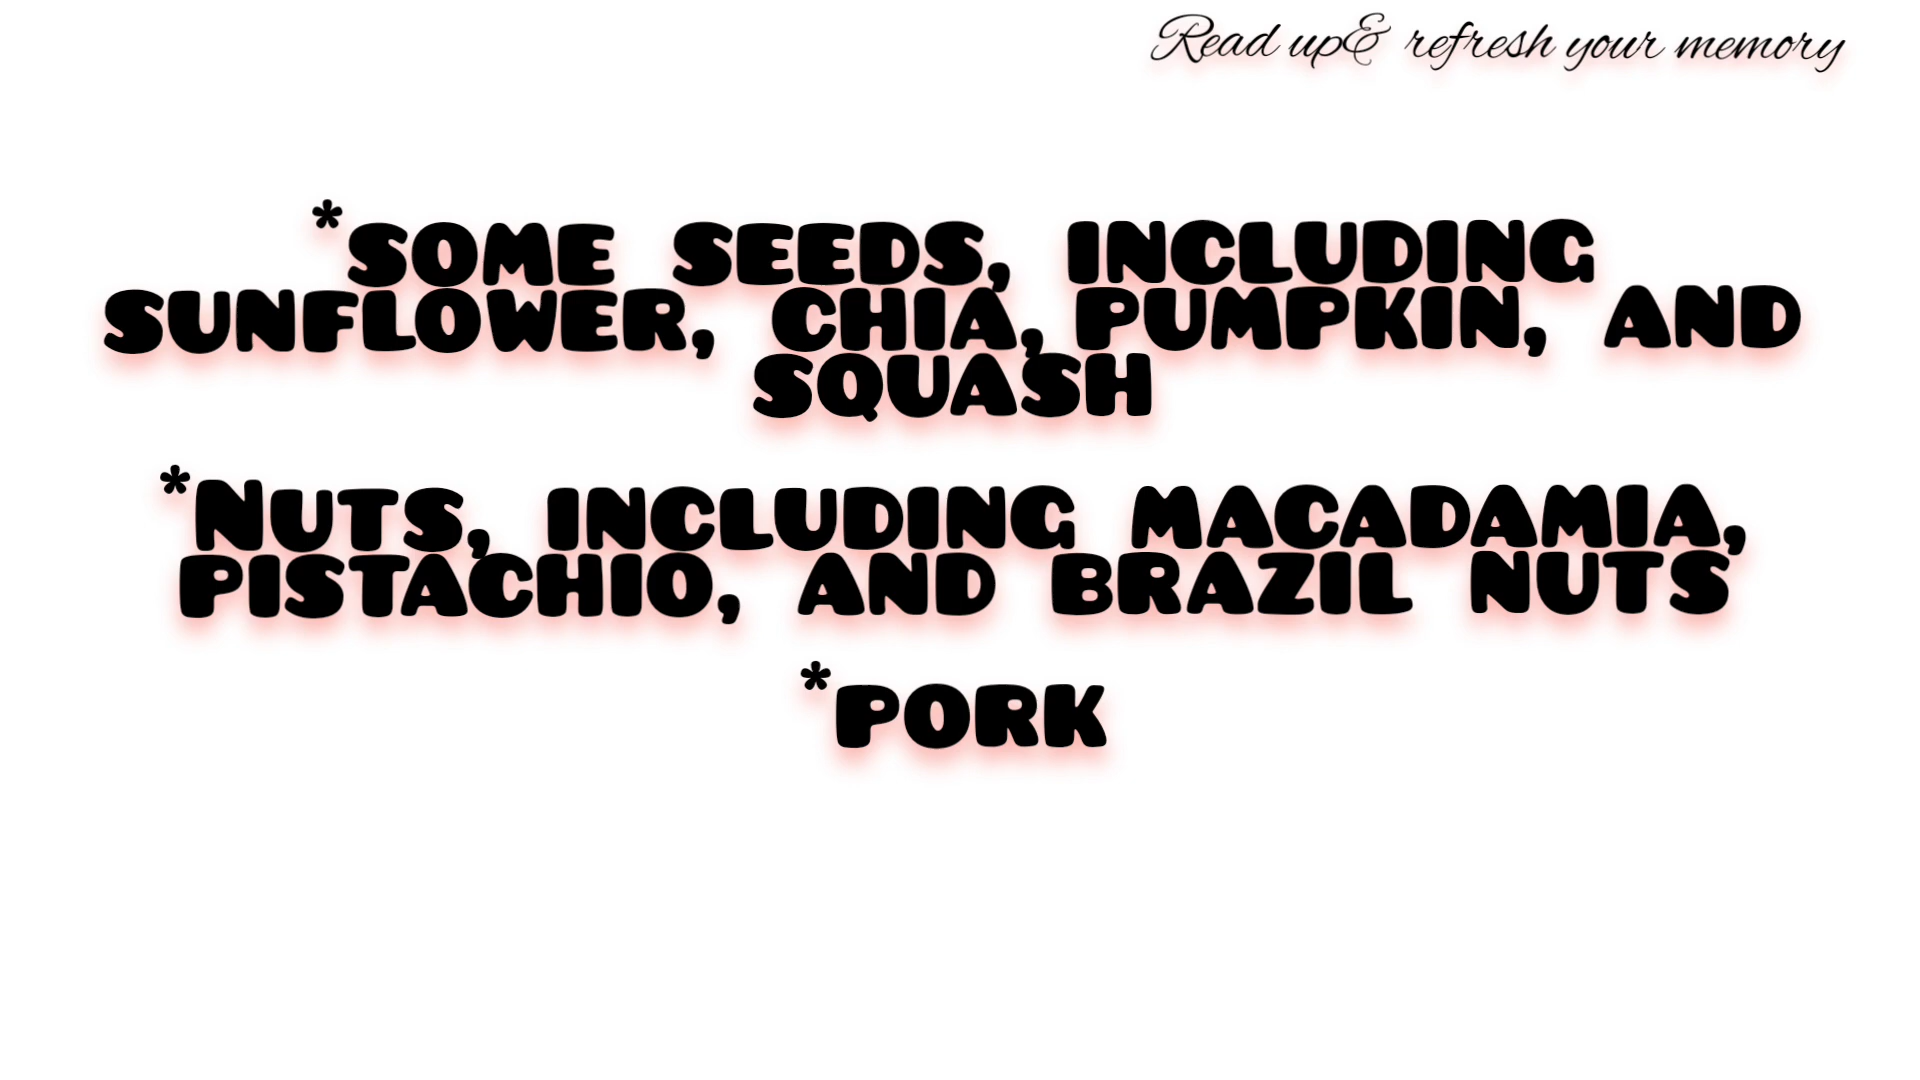 Read up& refresh your memory
*SOME SEEDS, INCLUDING
SUNFLOWER, CHIA, PUMPKIN, AND
SQUASH
*NUTS, INCLUDING MACADAMIA,
PISTACHIO, AND BRAZIL NUTS
*PORK